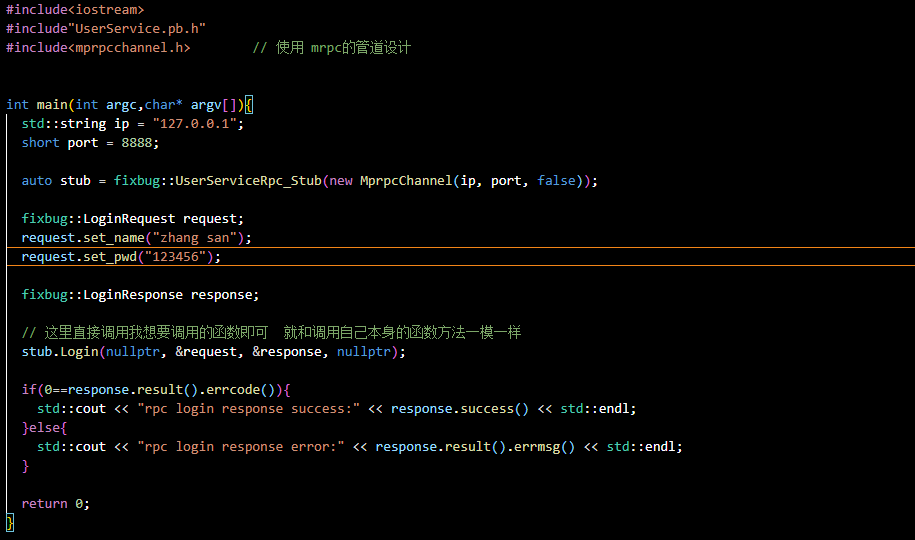 #include<iostream>
#include"UserService.pb.h"
#include<mprpcchannel.h>        // 使用 mrpc的管道设计
int main(int argc,char* argv[]){
  std::string ip = "127.0.0.1";
  short port = 8888;
  auto stub = fixbug::UserServiceRpc_Stub(new MprpcChannel(ip, port, false));
  fixbug::LoginRequest request;
  request.set_name("zhang san");
  request.set_pwd("123456");
  fixbug::LoginResponse response;
  // 这里直接调用我想要调用的函数即可  就和调用自己本身的函数方法一模一样
  stub.Login(nullptr, &request, &response, nullptr);
  if(0==response.result().errcode()){
    std::cout << "rpc login response success:" << response.success() << std::endl;
  }else{
    std::cout << "rpc login response error:" << response.result().errmsg() << std::endl;
  }
  return 0;
}